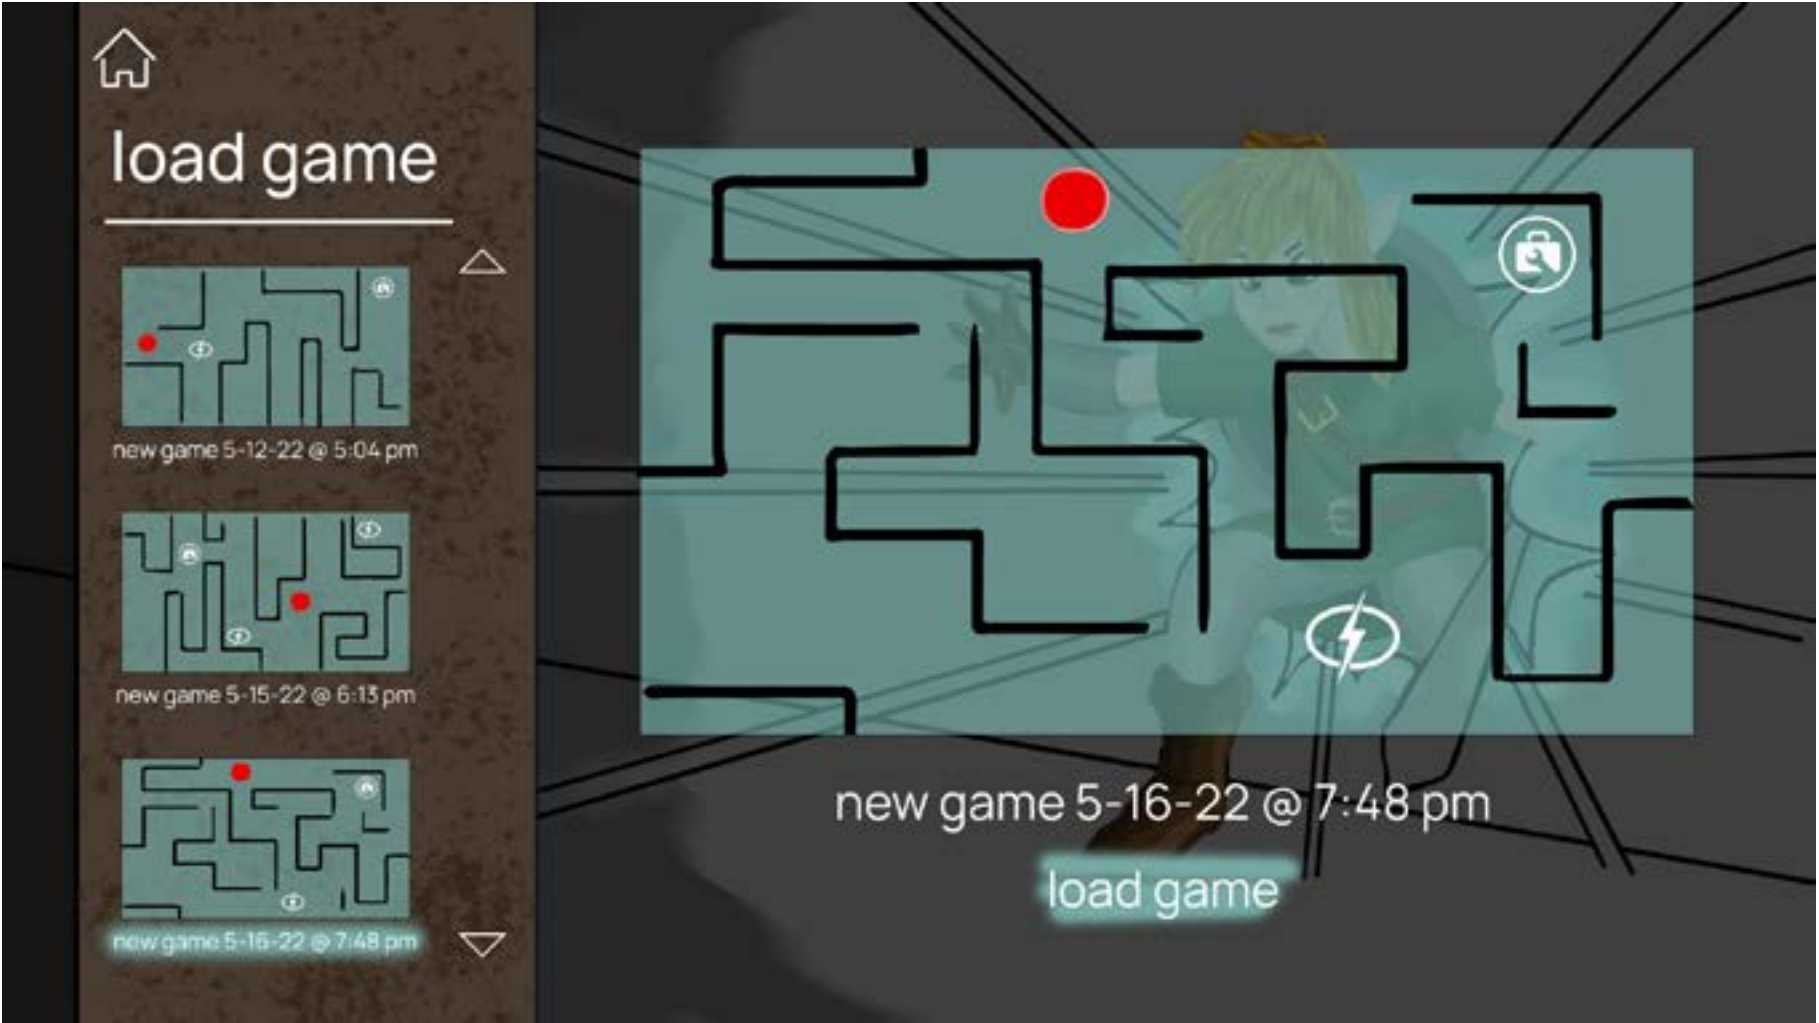 load game
new game 5-12-22 @ 5:04 pm
new game 5-15-22 @ 6:13 pm
new game 5-16-22 @ 7:48 pm
new game 5-16-22 @ 7:48 pm
load game